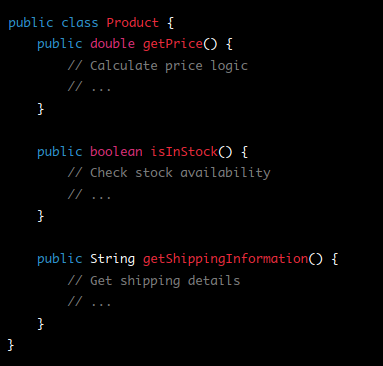 public class Product {
    public double getPrice() {
        // Calculate price logic
        // ...
    }

    public boolean isInStock() {
        // Check stock availability
        // ...
    }

    public String getShippingInformation() {
        // Get shipping details
        // ...
    }
}